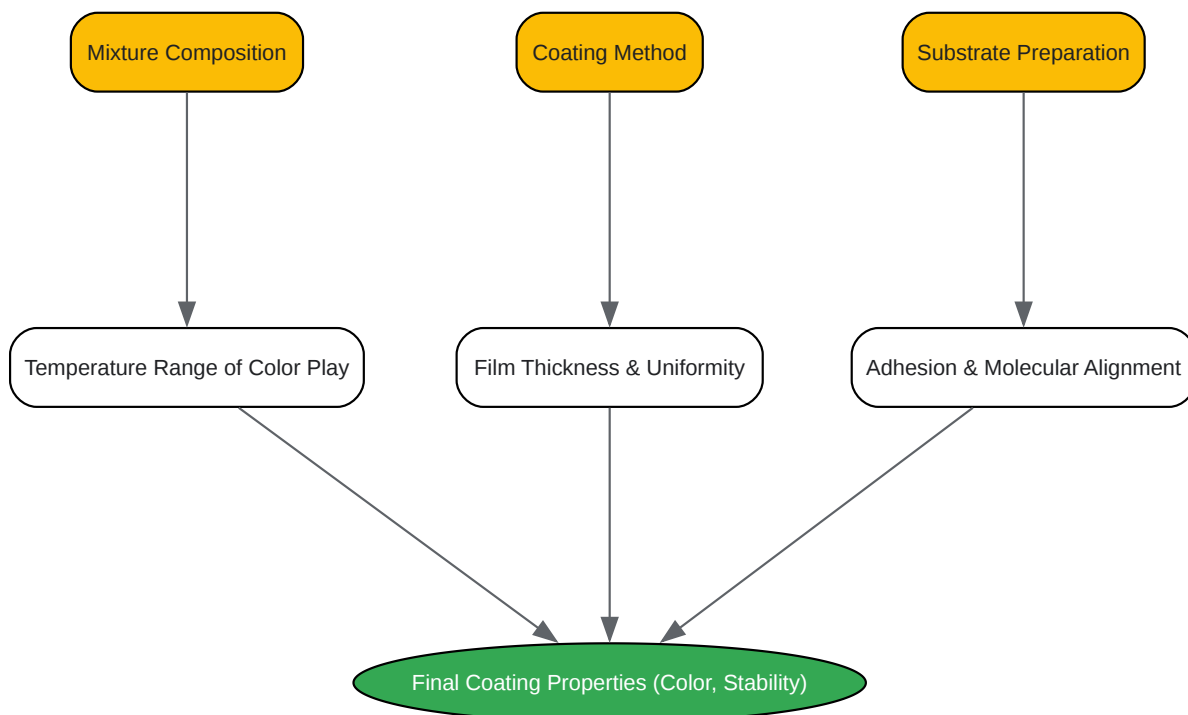 Mixture Composition
Coating Method
Substrate Preparation
Temperature Range of Color Play
Film Thickness & Uniformity
Adhesion & Molecular Alignment
Final Coating Properties (Color, Stability)